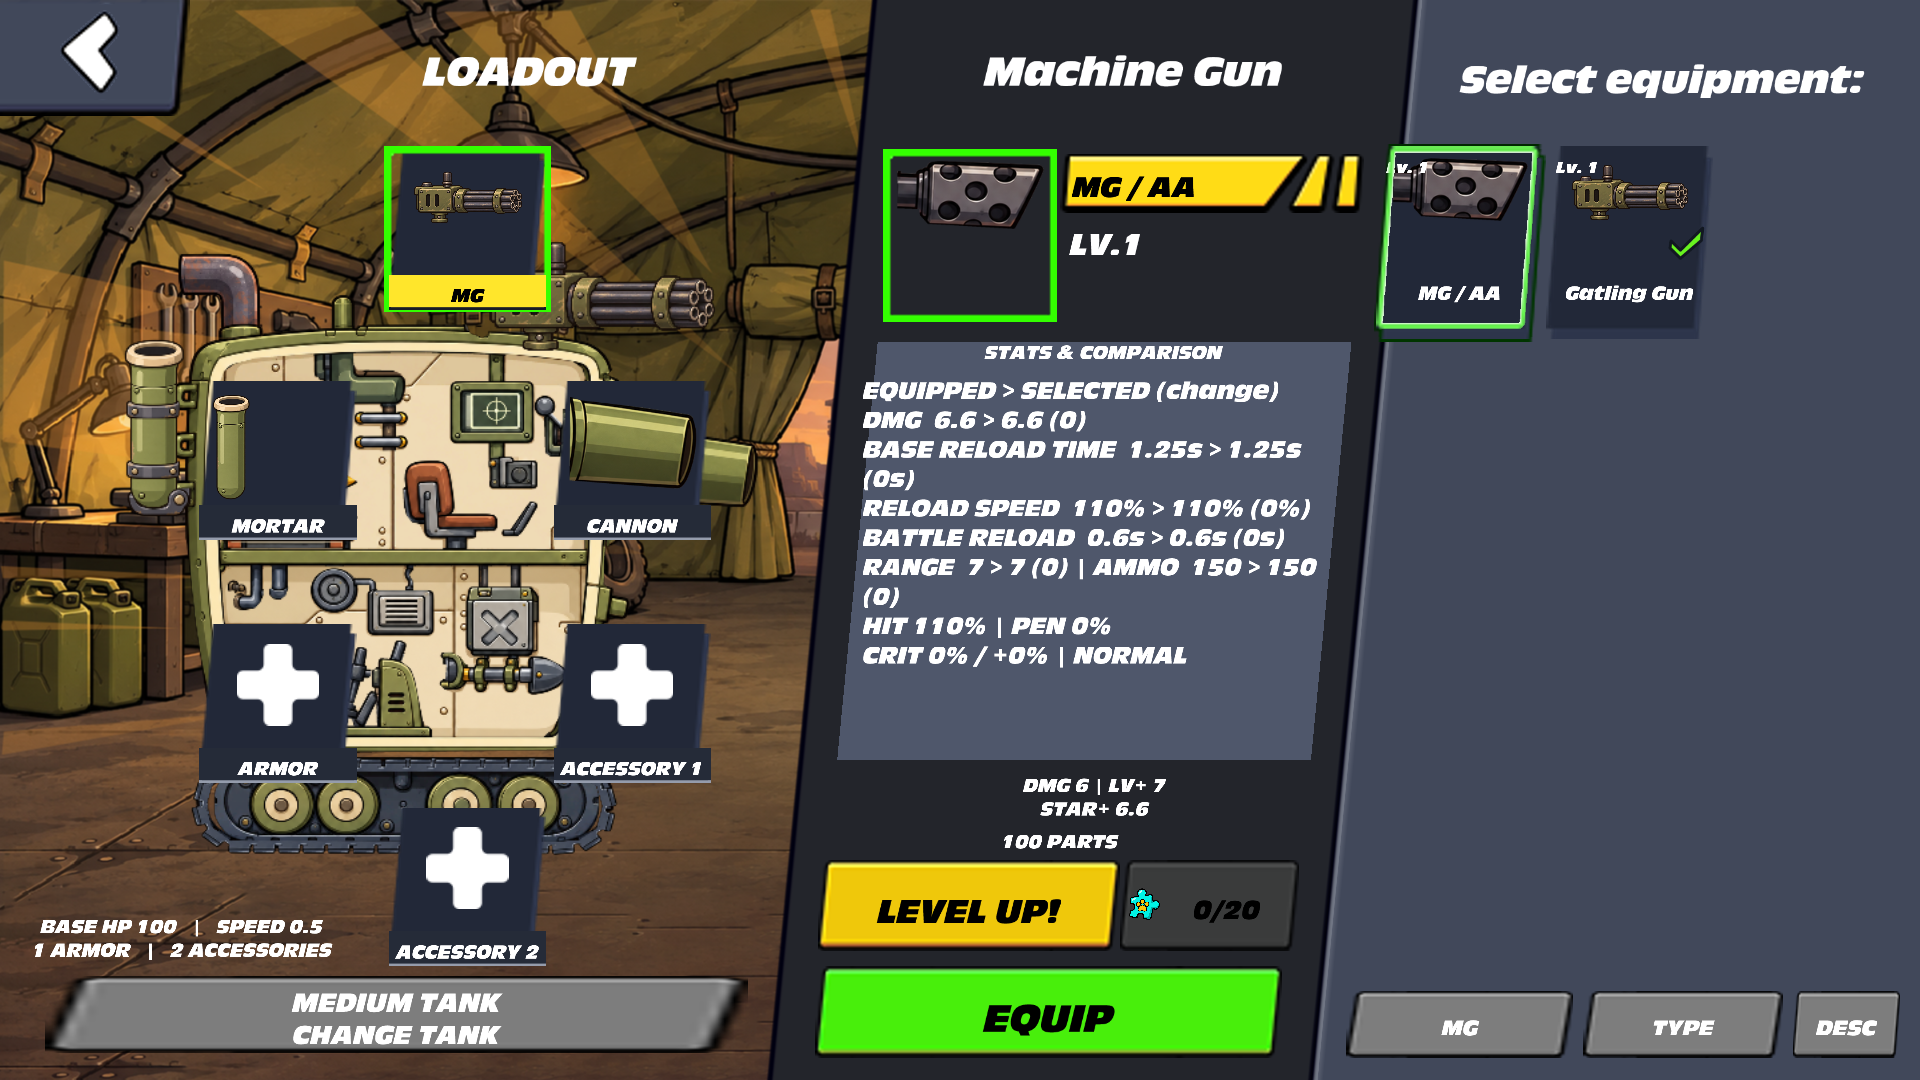 LOADOUT
MG
MORTAR
CANNON
ARMOR
ACCESSORY 1
ACCESSORY 2
BASE HP 100 | SPEED 0.5
1 ARMOR | 2 ACCESSORIES
MEDIUM TANK
CHANGE TANK
Machine Gun
MG / AA
LV.1
STATS & COMPARISON
EQUIPPED > SELECTED (change)
DMG 6.6 > 6.6 (0)
BASE RELOAD TIME 1.25s > 1.25s
(0s)
RELOAD SPEED 110% > 110% (0%)
BATTLE RELOAD 0.6s > 0.6s (0s)
RANGE 7 > 7 (0) | AMMO 150 > 150
(0)
HIT 110% | PEN 0%
CRIT 0% / +0% | NORMAL
DMG 6 | LV+ 7
STAR+ 6.6
100 PARTS
LEVEL UP!
0/20
EQUIP
Select equipment:
Lv. 1
MG / AA
Lv. 1
Gatling Gun
MG
TYPE
DESC